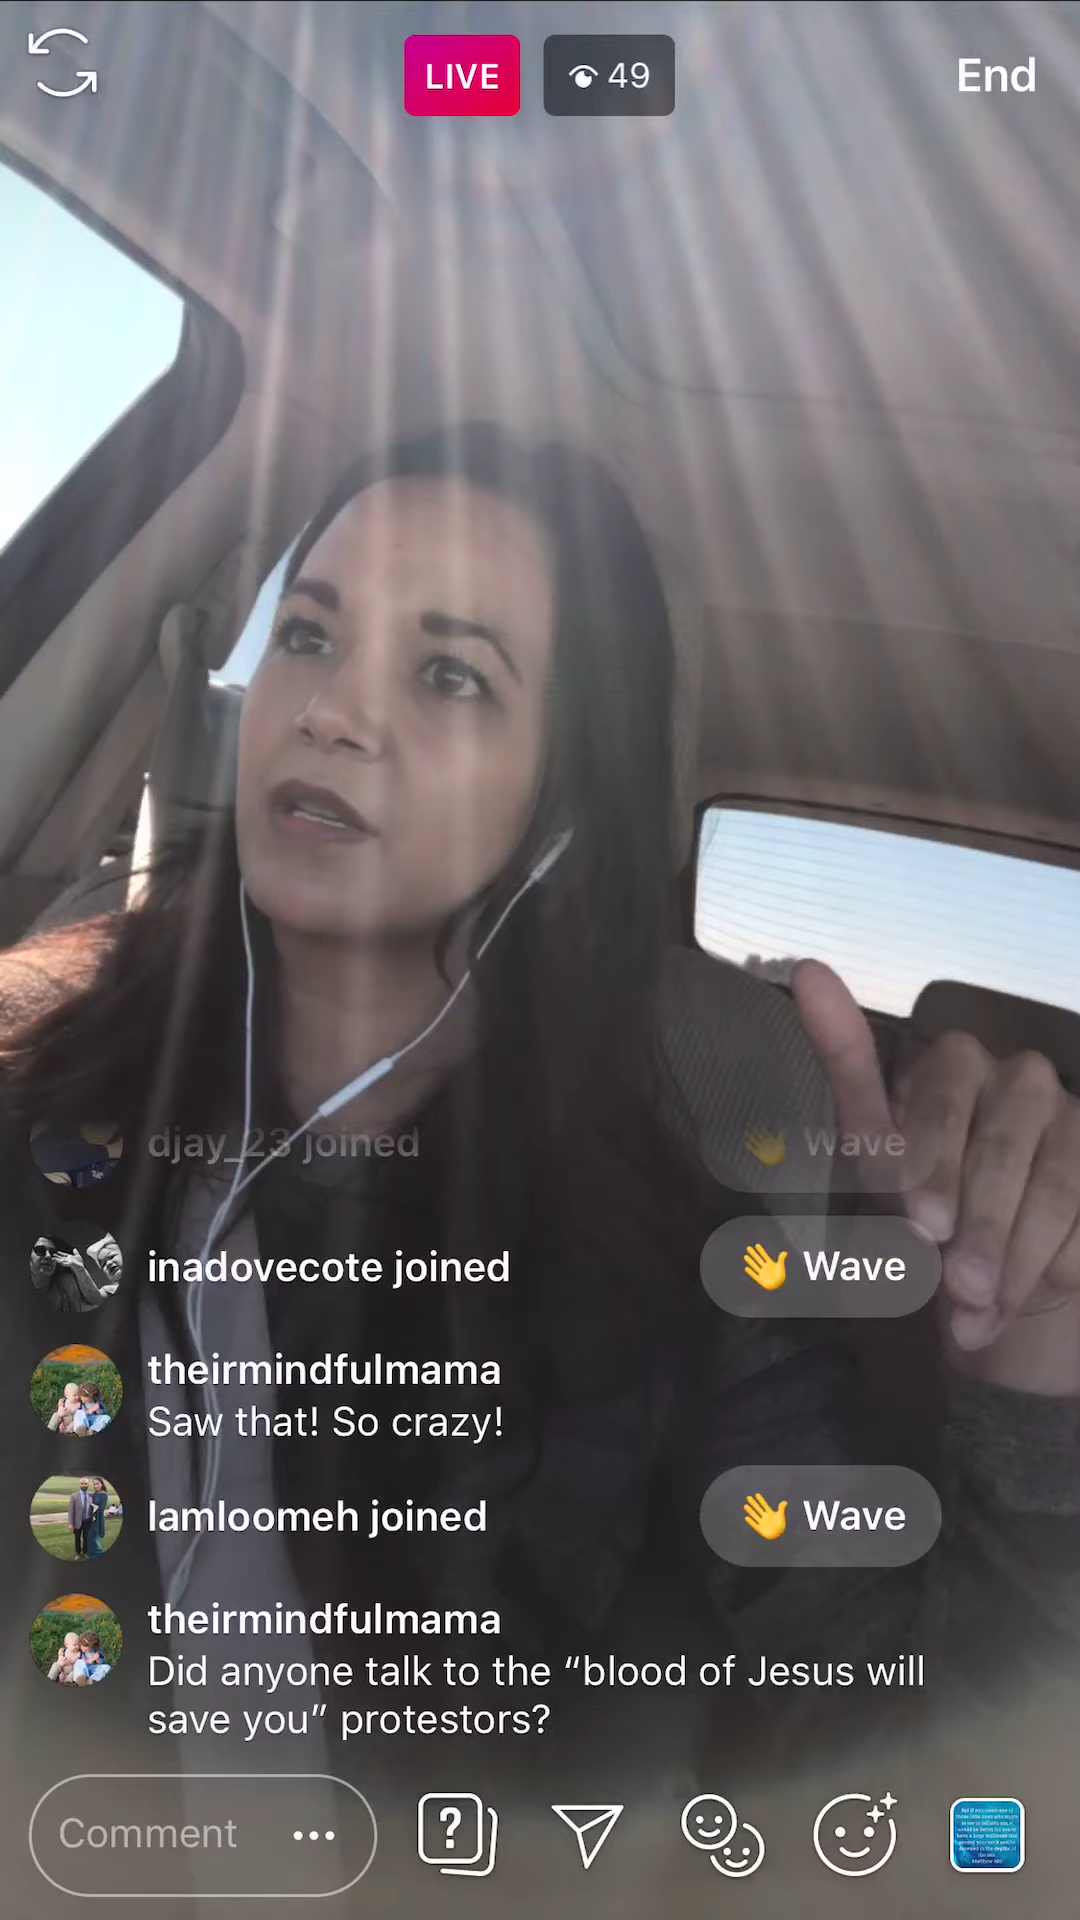 LIVE
49
End
djay_23 joined
Wave
inadovecote joined
Wave
theirmindfulmama
Saw that! So crazy!
lamloomeh joined
Wave
theirmindfulmama
Did anyone talk to the “blood of Jesus will
save you” protestors?
Comment
?